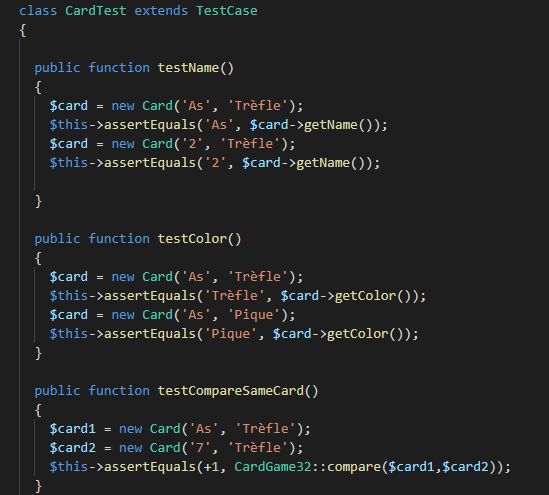 class CardTest extends TestCase
{
public function testName()
{
$card = new Card('As', 'Trèfle');
$this->assertEquals('As', $card->getName());
$card = new Card('2', 'Trèfle');
$this->assertEquals('2', $card->getName());
}
public function testColor()
{
$card = new Card('As', 'Trèfle');
$this->assertEquals('Trèfle', $card->getColor());
$card = new Card('As', 'Pique');
$this->assertEquals('Pique', $card->getColor());
}
public function testCompareSameCard()
{
$card1 = new Card('As', 'Trèfle');
$card2 = new Card('7', 'Trèfle');
$this->assertEquals(+1, CardGame32::compare($card1,$card2));
}